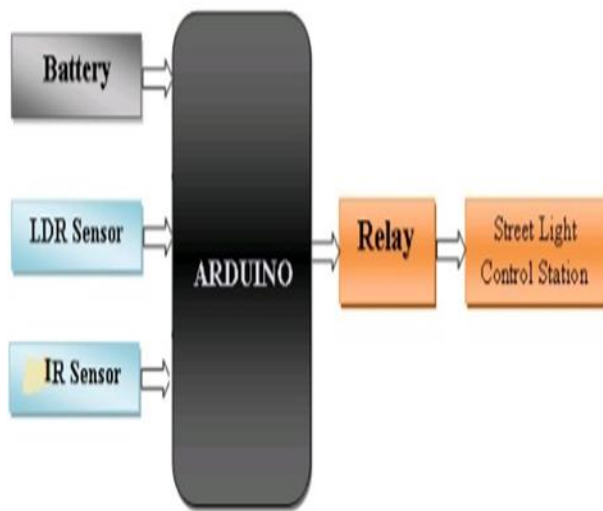 Battery
LDR Sensor
IR Sensor
ARDUINO
Relay
Street Light
Control Station